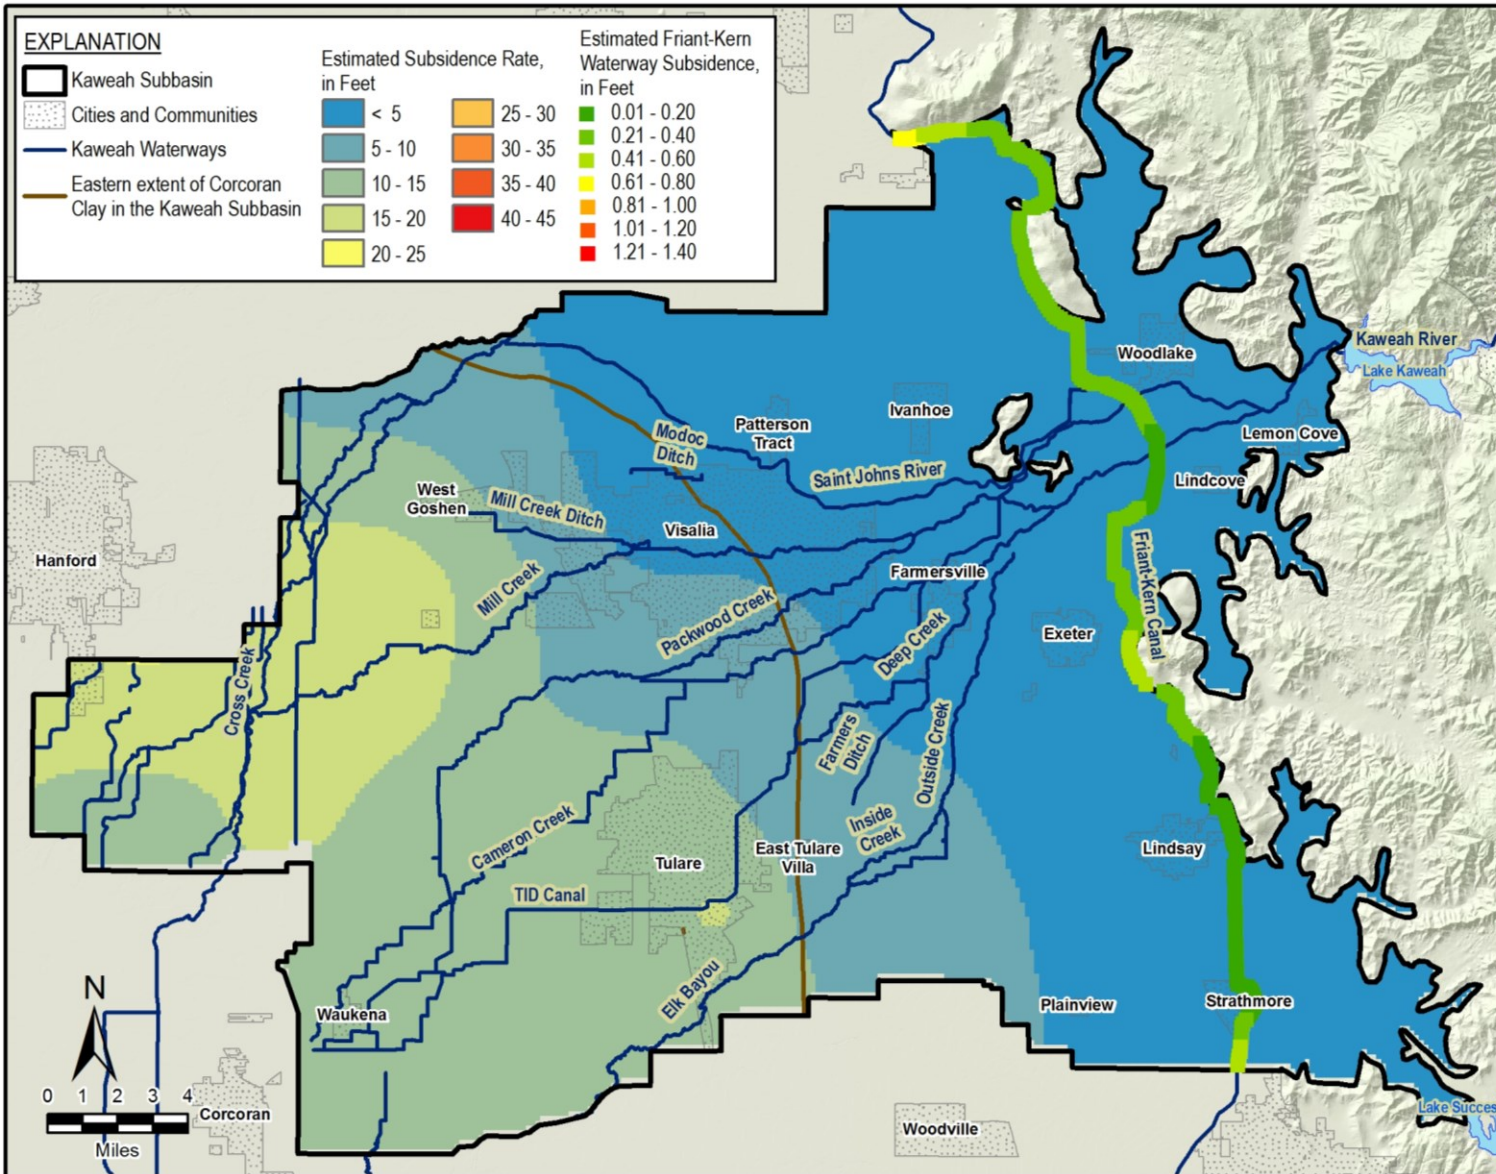 EXPLANATION
Kaweah Subbasin
Cities and Communities
Kaweah Waterways
Eastern extent of Corcoran
Clay in the Kaweah Subbasin
Estimated Subsidence Rate,
in Feet
< 5
5 - 10
10 - 15
15 - 20
20 - 25
25 - 30
30 - 35
35 - 40
40 - 45
Estimated Friant-Kern
Waterway Subsidence,
in Feet
0.01 - 0.20
0.21 - 0.40
0.41 - 0.60
0.61 - 0.80
0.81 - 1.00
1.01 - 1.20
1.21 - 1.40
Kaweah River
Woodlake
Lake Kaweah
Ivanhoe
Patterson
Tract
Modoc
Ditch
Lemon Cove
Saint Johns River
Lindcove
West
Goshen
Mill Creek Ditch
Visalia
Hanford
Farmersville
Friant-Kern Canal
Mill Creek
Packwood Creek
Deep Creek
Exeter
Cross Creek
Farmers
Ditch
Outside Creek
Inside
Creek
Cameron Creek
Tulare
East Tulare
Villa
Lindsay
TID Canal
Elk Bayou
Waukena
Plainview
Strathmore
N
0 1 2 3 4
Miles
Corcoran
Woodville
Lake Succes